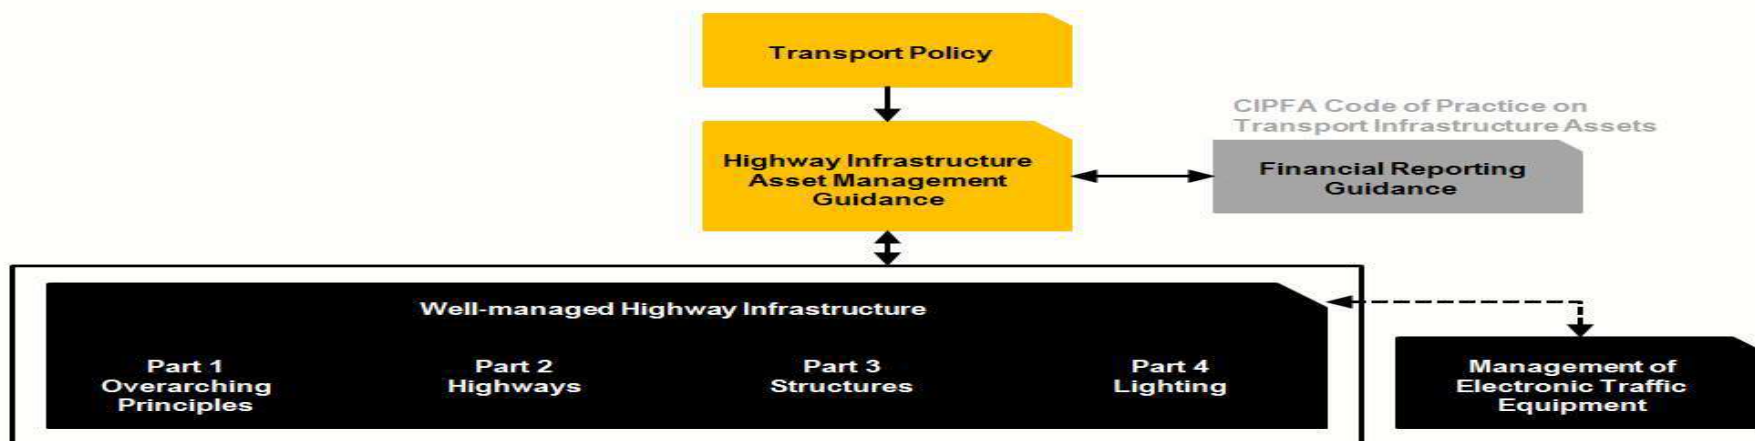 Transport Policy
CIPFA Code of Practice on
Transport Infrastructure Assets
Highway Infrastructure
Asset Management
Guidance
Financial Reporting
Guidance
Well-managed Highway Infrastructure
Part 1
Overarching
Principles
Part 2
Highways
Part 3
Structures
Part 4
Lighting
Management of
Electronic Traffic
Equipment